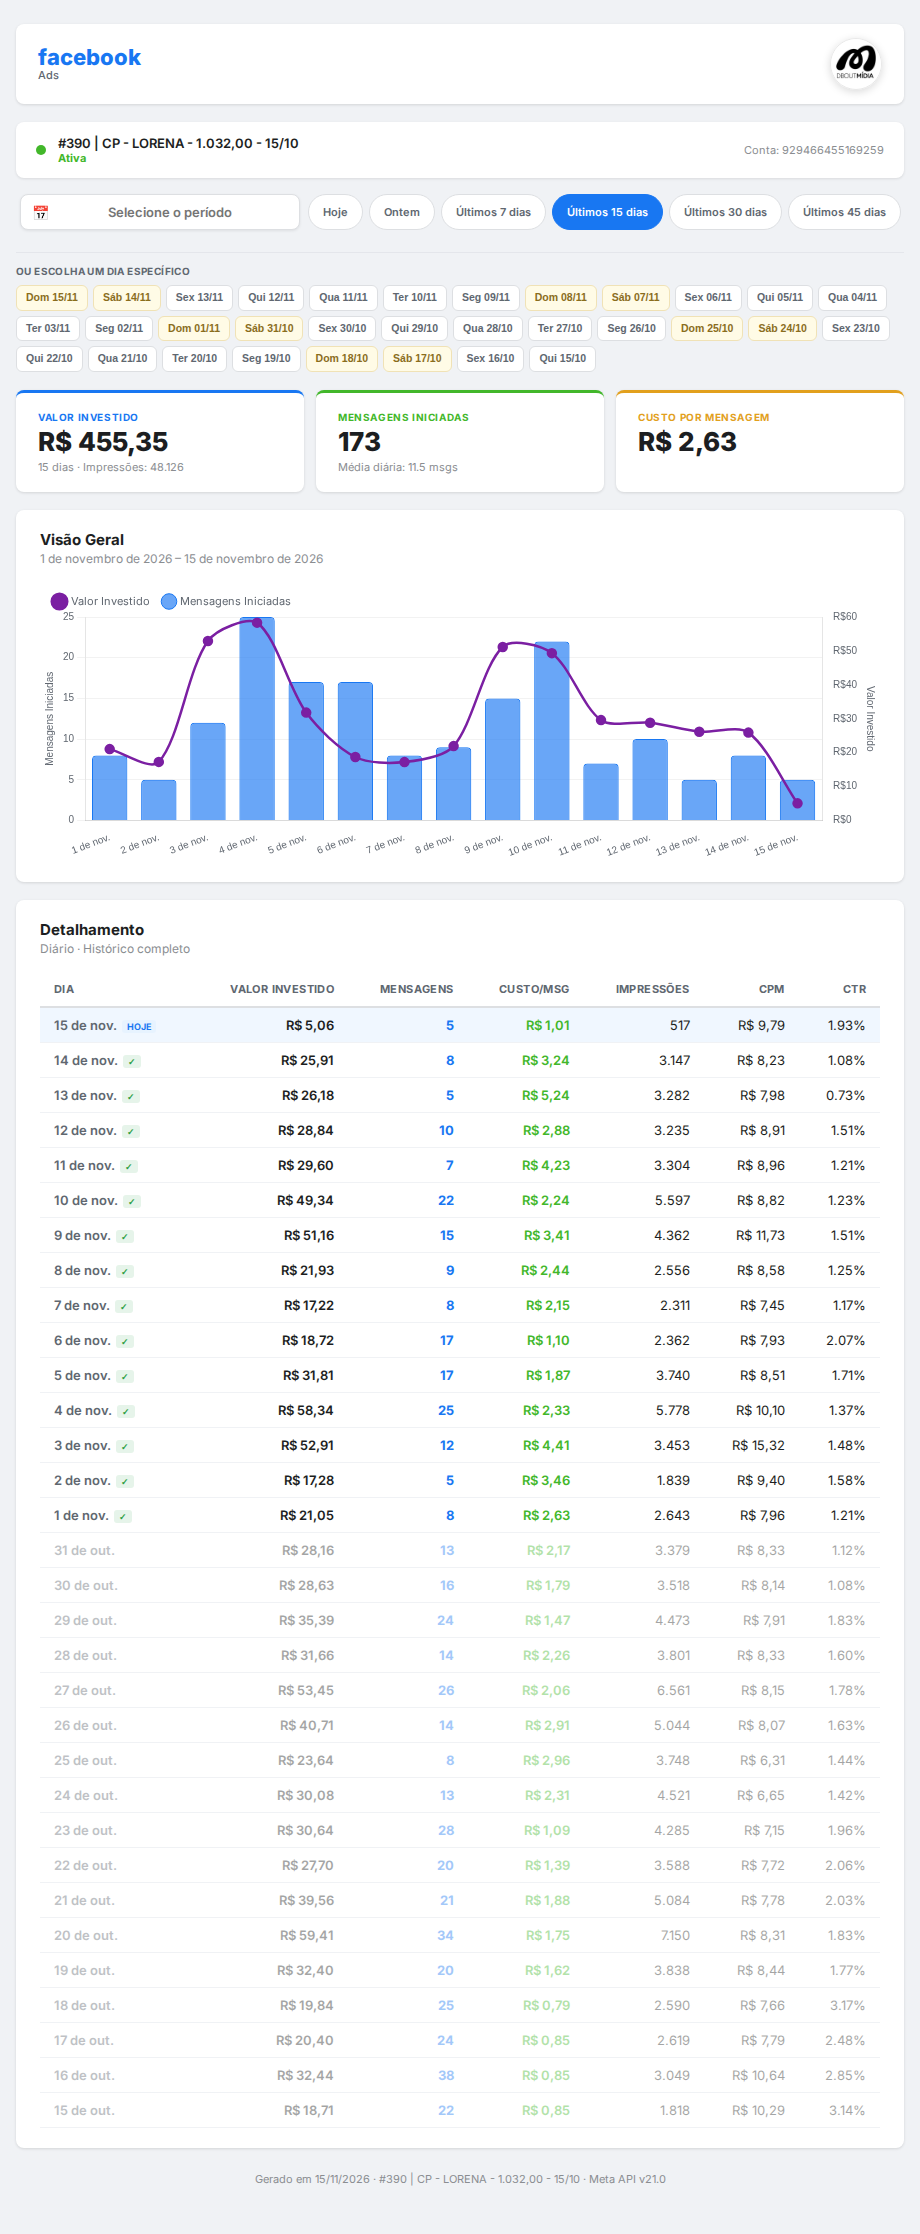 facebook
Ads
DBOUTMÍDIA
#390 | CP - LORENA - 1.032,00 - 15/10
Ativa
Conta: 929466455169259
Selecione o período
Hoje
Ontem
Últimos 7 dias
Últimos 15 dias
Últimos 30 dias
Últimos 45 dias
OU ESCOLHA UM DIA ESPECÍFICO
Dom 15/11 Sáb 14/11 Sex 13/11 Qui 12/11 Qua 11/11 Ter 10/11 Seg 09/11 Dom 08/11 Sáb 07/11 Sex 06/11 Qui 05/11 Qua 04/11
Ter 03/11 Seg 02/11 Dom 01/11 Sáb 31/10 Sex 30/10 Qui 29/10 Qua 28/10 Ter 27/10 Seg 26/10 Dom 25/10 Sáb 24/10 Sex 23/10
Qui 22/10 Qua 21/10 Ter 20/10 Seg 19/10 Dom 18/10 Sáb 17/10 Sex 16/10 Qui 15/10
VALOR INVESTIDO
R$ 455,35
15 dias · Impressões: 48.126
MENSAGENS INICIADAS
173
Média diária: 11.5 msgs
CUSTO POR MENSAGEM
R$ 2,63
Visão Geral
1 de novembro de 2026 – 15 de novembro de 2026
Valor Investido Mensagens Iniciadas
Mensagens Iniciadas
25
20
15
10
5
0
R$60
R$50
R$40
R$30
R$20
R$10
R$0
Valor Investido
1 de nov. 2 de nov. 3 de nov. 4 de nov. 5 de nov. 6 de nov. 7 de nov. 8 de nov. 9 de nov. 10 de nov. 11 de nov. 12 de nov. 13 de nov. 14 de nov. 15 de nov.
Detalhamento
Diário · Histórico completo
DIA VALOR INVESTIDO MENSAGENS CUSTO/MSG IMPRESSÕES CPM CTR
15 de nov. HOJE R$ 5,06 5 R$ 1,01 517 R$ 9,79 1.93%
14 de nov. ✓ R$ 25,91 8 R$ 3,24 3.147 R$ 8,23 1.08%
13 de nov. ✓ R$ 26,18 5 R$ 5,24 3.282 R$ 7,98 0.73%
12 de nov. ✓ R$ 28,84 10 R$ 2,88 3.235 R$ 8,91 1.51%
11 de nov. ✓ R$ 29,60 7 R$ 4,23 3.304 R$ 8,96 1.21%
10 de nov. ✓ R$ 49,34 22 R$ 2,24 5.597 R$ 8,82 1.23%
9 de nov. ✓ R$ 51,16 15 R$ 3,41 4.362 R$ 11,73 1.51%
8 de nov. ✓ R$ 21,93 9 R$ 2,44 2.556 R$ 8,58 1.25%
7 de nov. ✓ R$ 17,22 8 R$ 2,15 2.311 R$ 7,45 1.17%
6 de nov. ✓ R$ 18,72 17 R$ 1,10 2.362 R$ 7,93 2.07%
5 de nov. ✓ R$ 31,81 17 R$ 1,87 3.740 R$ 8,51 1.71%
4 de nov. ✓ R$ 58,34 25 R$ 2,33 5.778 R$ 10,10 1.37%
3 de nov. ✓ R$ 52,91 12 R$ 4,41 3.453 R$ 15,32 1.48%
2 de nov. ✓ R$ 17,28 5 R$ 3,46 1.839 R$ 9,40 1.58%
1 de nov. ✓ R$ 21,05 8 R$ 2,63 2.643 R$ 7,96 1.21%
31 de out. R$ 28,16 13 R$ 2,17 3.379 R$ 8,33 1.12%
30 de out. R$ 28,63 16 R$ 1,79 3.518 R$ 8,14 1.08%
29 de out. R$ 35,39 24 R$ 1,47 4.473 R$ 7,91 1.83%
28 de out. R$ 31,66 14 R$ 2,26 3.801 R$ 8,33 1.60%
27 de out. R$ 53,45 26 R$ 2,06 6.561 R$ 8,15 1.78%
26 de out. R$ 40,71 14 R$ 2,91 5.044 R$ 8,07 1.63%
25 de out. R$ 23,64 8 R$ 2,96 3.748 R$ 6,31 1.44%
24 de out. R$ 30,08 13 R$ 2,31 4.521 R$ 6,65 1.42%
23 de out. R$ 30,64 28 R$ 1,09 4.285 R$ 7,15 1.96%
22 de out. R$ 27,70 20 R$ 1,39 3.588 R$ 7,72 2.06%
21 de out. R$ 39,56 21 R$ 1,88 5.084 R$ 7,78 2.03%
20 de out. R$ 59,41 34 R$ 1,75 7.150 R$ 8,31 1.83%
19 de out. R$ 32,40 20 R$ 1,62 3.838 R$ 8,44 1.77%
18 de out. R$ 19,84 25 R$ 0,79 2.590 R$ 7,66 3.17%
17 de out. R$ 20,40 24 R$ 0,85 2.619 R$ 7,79 2.48%
16 de out. R$ 32,44 38 R$ 0,85 3.049 R$ 10,64 2.85%
15 de out. R$ 18,71 22 R$ 0,85 1.818 R$ 10,29 3.14%
Gerado em 15/11/2026 · #390 | CP - LORENA - 1.032,00 - 15/10 · Meta API v21.0